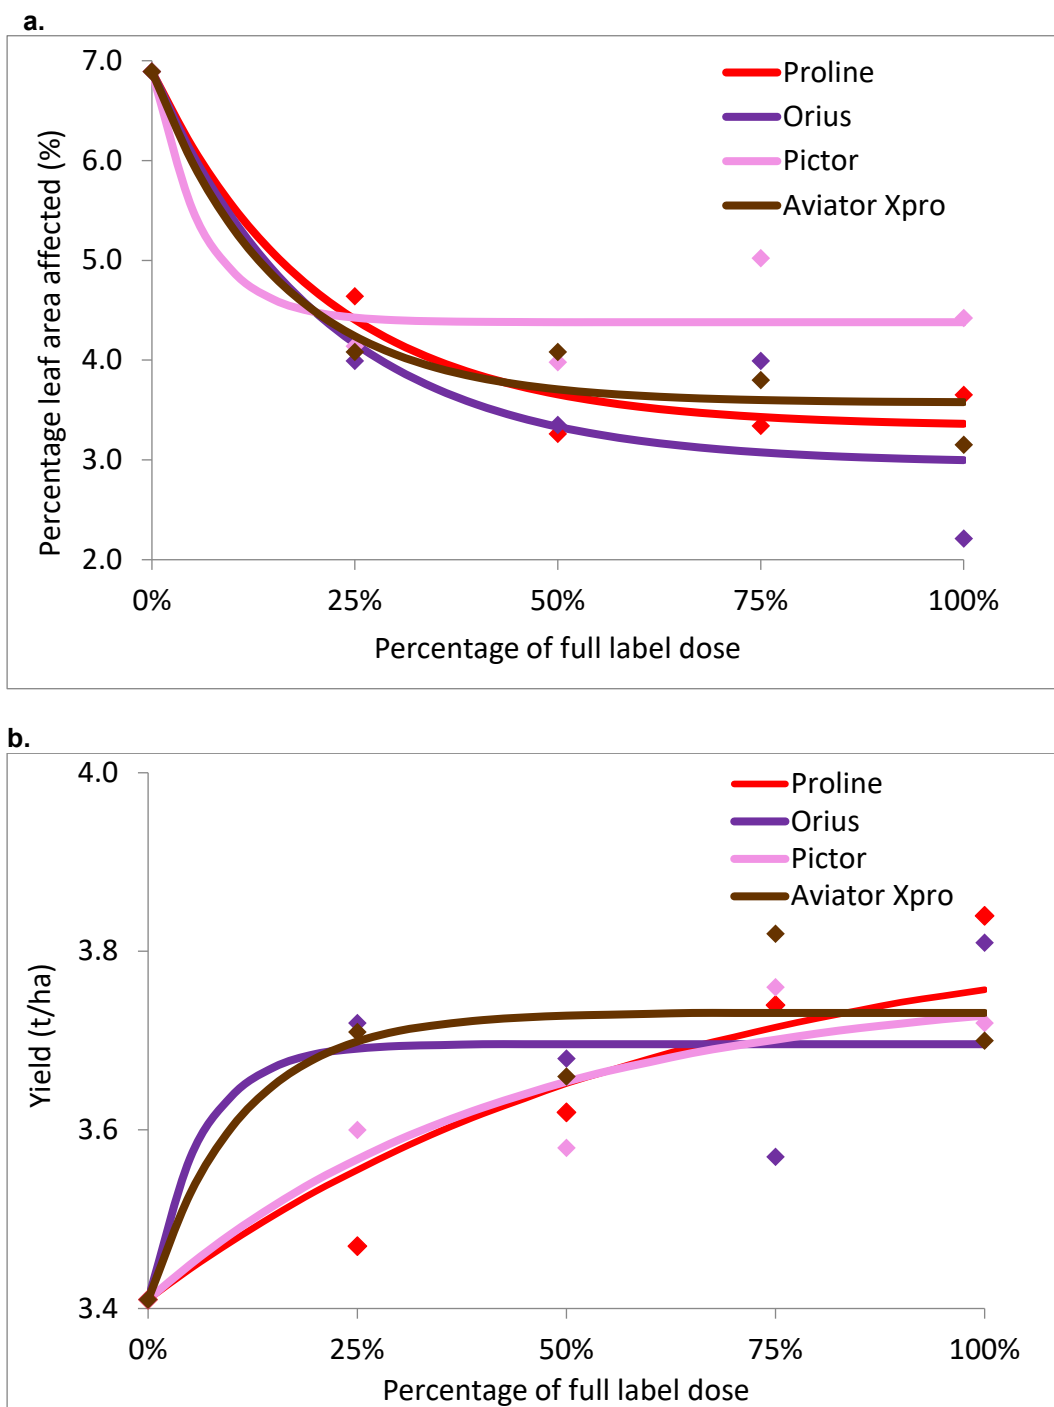 a.
7.0
6.0
5.0
4.0
3.0
2.0
Percentage leaf area affected (%)
Proline
Orius
Pictor
Aviator Xpro
0% 25% 50% 75% 100%
Percentage of full label dose
b.
4.0
3.8
3.6
3.4
Yield (t/ha)
Proline
Orius
Pictor
Aviator Xpro
0% 25% 50% 75% 100%
Percentage of full label dose